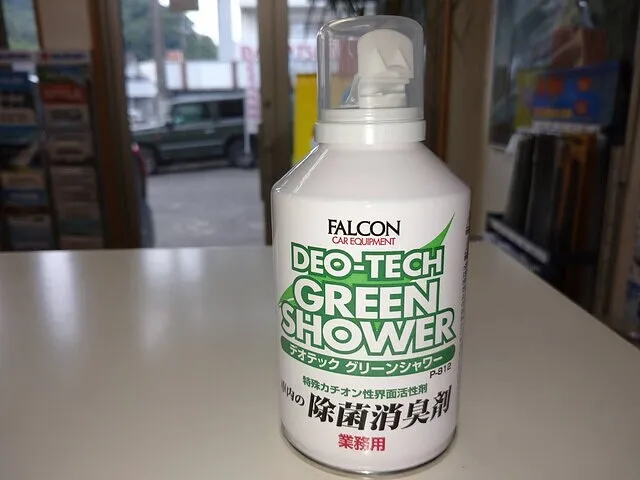 FALCON
CAR EQUIPMENT
DEO-TECH
GREEN
SHOWER
デオテック グリーンシャワー
P-812
特殊カチオン性界面活性剤
車内の 除菌消臭剤
業務用